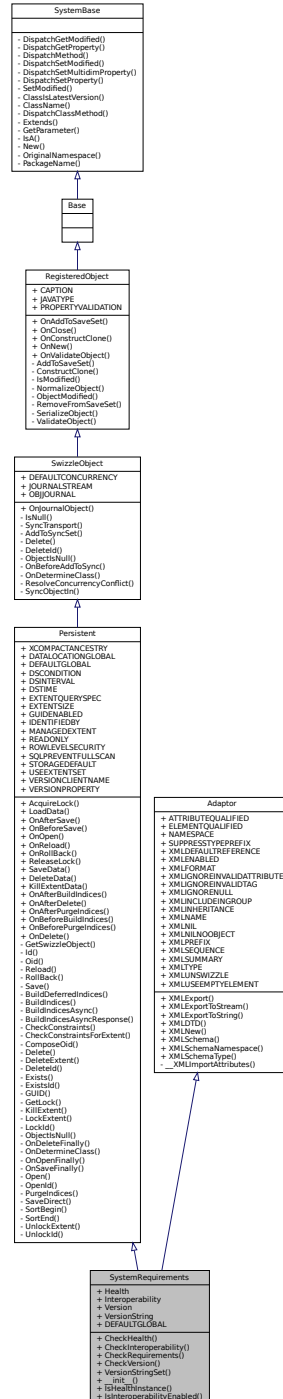 SystemBase
- DispatchGetModified()
- DispatchGetProperty()
- DispatchMethod()
- DispatchSetModified()
- DispatchSetMultidimProperty()
- DispatchSetProperty()
- SetModified()
- ClassIsLatestVersion()
- ClassName()
- DispatchClassMethod()
- Extends()
- GetParameter()
- IsA()
- New()
- OriginalNamespace()
- PackageName()
Base
RegisteredObject
+ CAPTION
+ JAVATYPE
+ PROPERTYVALIDATION
+ OnAddToSaveSet()
+ OnClose()
+ OnConstructClone()
+ OnNew()
+ OnValidateObject()
- AddToSaveSet()
- ConstructClone()
- IsModified()
- NormalizeObject()
- ObjectModified()
- RemoveFromSaveSet()
- SerializeObject()
- ValidateObject()
SwizzleObject
+ DEFAULTCONCURRENCY
+ JOURNALSTREAM
+ OBJJOURNAL
+ OnJournalObject()
- IsNull()
- SyncTransport()
- AddToSyncSet()
- Delete()
- DeleteId()
- ObjectIsNull()
- OnBeforeAddToSync()
- OnDetermineClass()
- ResolveConcurrencyConflict()
- SyncObjectIn()
Persistent
+ XCOMPACTANCESTRY
+ DATALOCATIONGLOBAL
+ DEFAULTGLOBAL
+ DSCONDITION
+ DSINTERVAL
+ DSTIME
+ EXTENTQUERYSPEC
+ EXTENTSIZE
+ GUIDENABLED
+ IDENTIFIEDBY
+ MANAGEDEXTENT
+ READONLY
+ ROWLEVELSECURITY
+ SQLPREVENTFULLSCAN
+ STORAGEDEFAULT
+ USEEXTENTSET
+ VERSIONCLIENTNAME
+ VERSIONPROPERTY
+ AcquireLock()
+ LoadData()
+ OnAfterSave()
+ OnBeforeSave()
+ OnOpen()
+ OnReload()
+ OnRollBack()
+ ReleaseLock()
+ SaveData()
+ DeleteData()
+ KillExtentData()
+ OnAfterBuildIndices()
+ OnAfterDelete()
+ OnAfterPurgeIndices()
+ OnBeforeBuildIndices()
+ OnBeforePurgeIndices()
+ OnDelete()
- GetSwizzleObject()
- Id()
- Oid()
- Reload()
- RollBack()
- Save()
- BuildDeferredIndices()
- BuildIndices()
- BuildIndicesAsync()
- BuildIndicesAsyncResponse()
- CheckConstraints()
- CheckConstraintsForExtent()
- ComposeOid()
- Delete()
- DeleteExtent()
- DeleteId()
- Exists()
- ExistsId()
- GUID()
- GetLock()
- KillExtent()
- LockExtent()
- LockId()
- ObjectIsNull()
- OnDeleteFinally()
- OnDetermineClass()
- OnOpenFinally()
- OnSaveFinally()
- Open()
- OpenId()
- PurgeIndices()
- SaveDirect()
- SortBegin()
- SortEnd()
- UnlockExtent()
- UnlockId()
Adaptor
+ ATTRIBUTEQUALIFIED
+ ELEMENTQUALIFIED
+ NAMESPACE
+ SUPPRESSTYPEPREFIX
+ XMLDEFAULTREFERENCE
+ XMLENABLED
+ XMLFORMAT
+ XMLIGNOREINVALIDATTRIBUTE
+ XMLIGNOREINVALIDTAG
+ XMLIGNORENULL
+ XMLINCLUDEINGROUP
+ XMLINHERITANCE
+ XMLNAME
+ XMLNIL
+ XMLNILNOOBJECT
+ XMLPREFIX
+ XMLSEQUENCE
+ XMLSUMMARY
+ XMLTYPE
+ XMLUNSWIZZLE
+ XMLUSEEMPTYELEMENT
+ XMLExport()
+ XMLExportToStream()
+ XMLExportToString()
+ XMLDTD()
+ XMLNew()
+ XMLSchema()
+ XMLSchemaNamespace()
+ XMLSchemaType()
- __XMLImportAttributes()
SystemRequirements
+ Health
+ Interoperability
+ Version
+ VersionString
+ DEFAULTGLOBAL
+ CheckHealth()
+ CheckInteroperability()
+ CheckRequirements()
+ CheckVersion()
+ VersionStringSet()
+ __init__()
+ IsHealthInstance()
+ IsInteroperabilityEnabled()